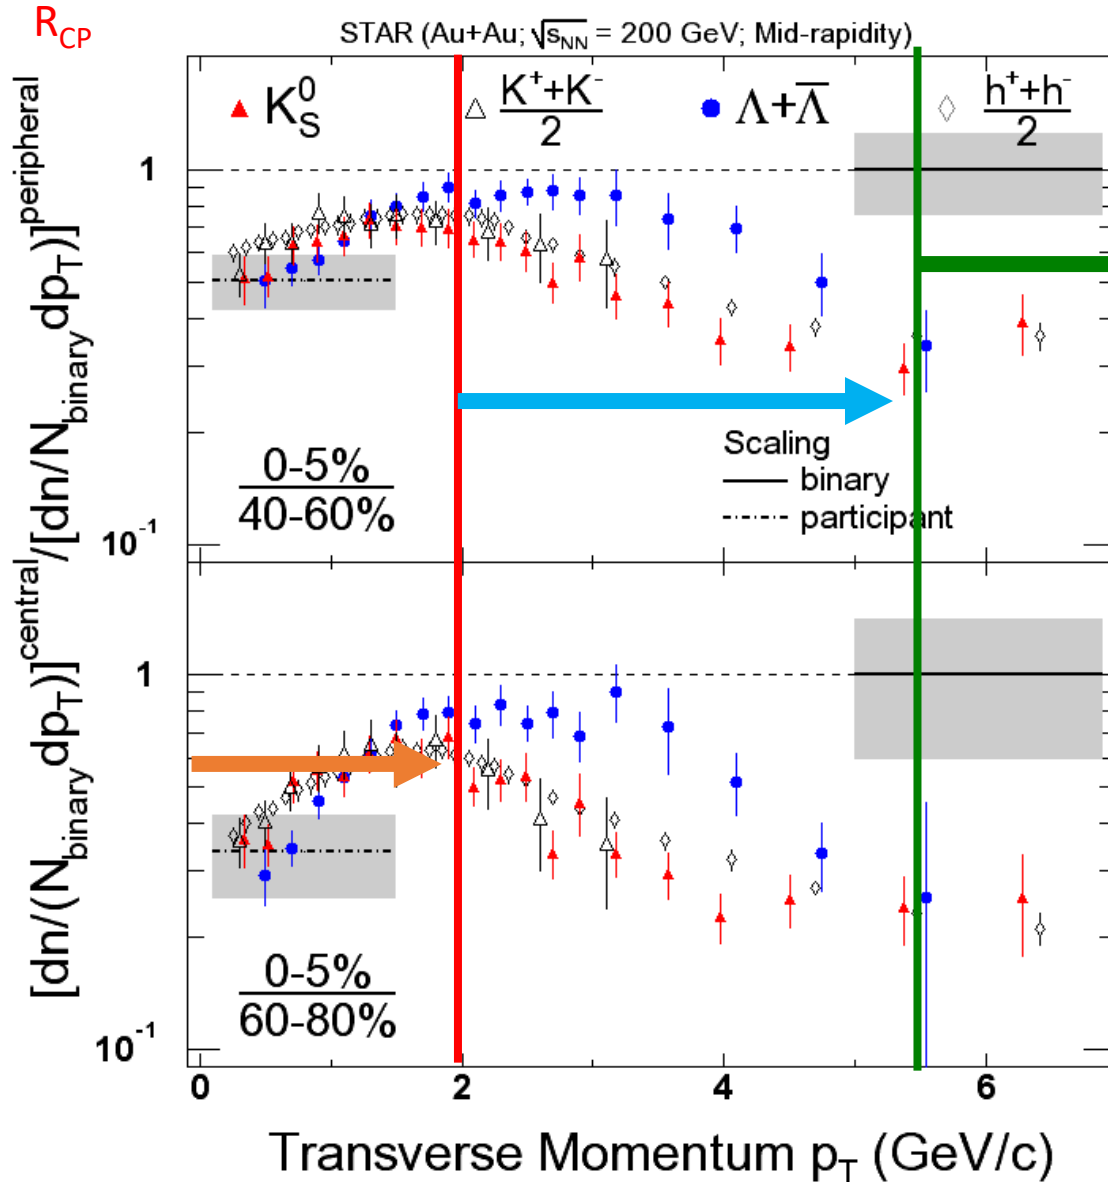 R_CP
STAR (Au+Au; √s_NN = 200 GeV; Mid-rapidity)
K_S^0
K^+ + K^-
2
Λ+Λ̅
h^+ + h^-
2
1
10^-1
0-5%
40-60%
Scaling
binary
participant
1
10^-1
0-5%
60-80%
[dn/(N_binary dp_T)]^central/[dn/N_binary dp_T)]^peripheral
0 2 4 6
Transverse Momentum p_T (GeV/c)